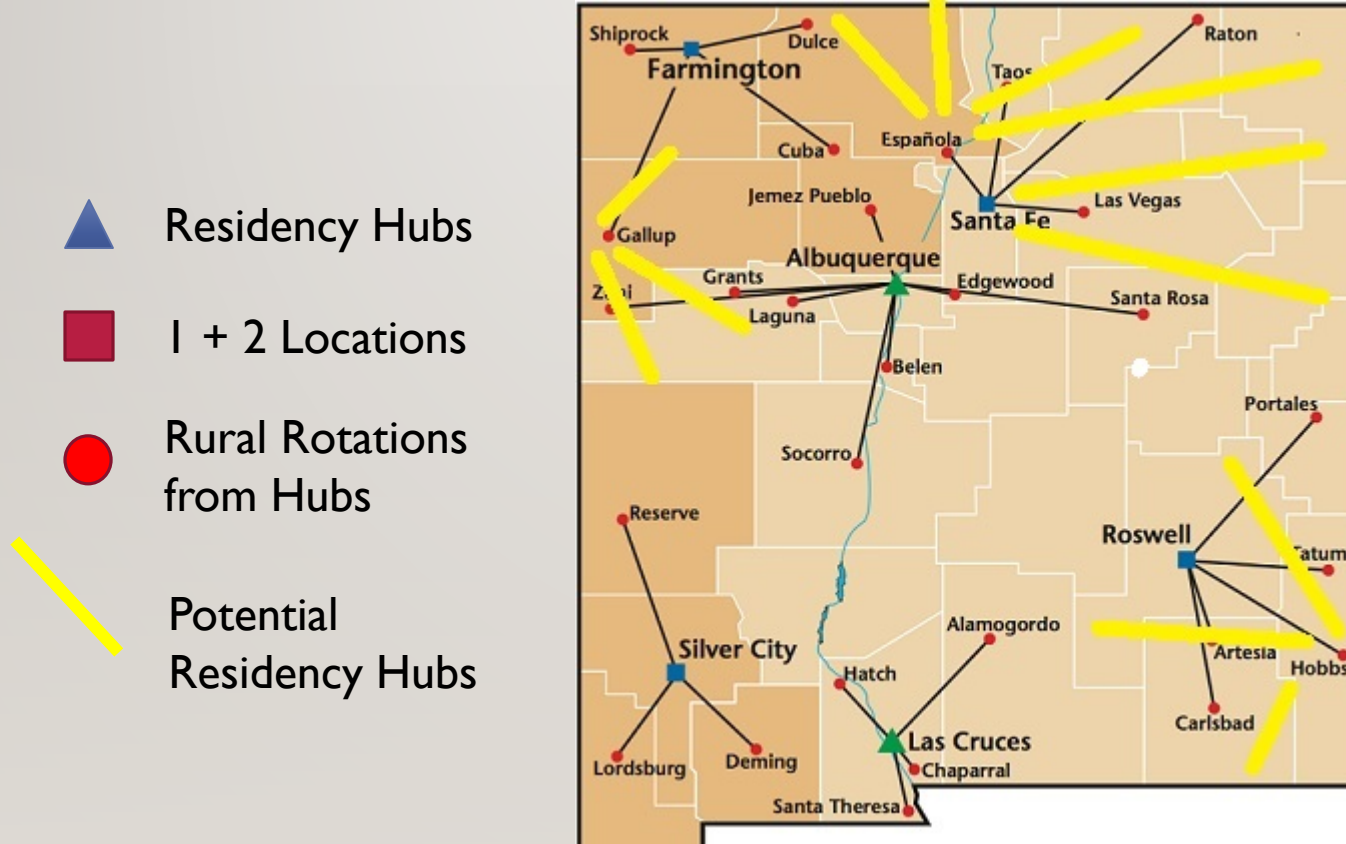 Residency Hubs
1 + 2 Locations
Rural Rotations
from Hubs
Potential
Residency Hubs
Shiprock
Dulce
Raton
Farmington
Taos
Española
Cuba
Jemez Pueblo
Las Vegas
Santa Fe
Gallup
Albuquerque
Grants
Edgewood
Laguna
Santa Rosa
Belen
Portales
Socorro
Reserve
Roswell
Tatum
Alamogordo
Silver City
Artesia
Hobbs
Hatch
Carlsbad
Las Cruces
Deming
Lordsburg
Chaparral
Santa Theresa